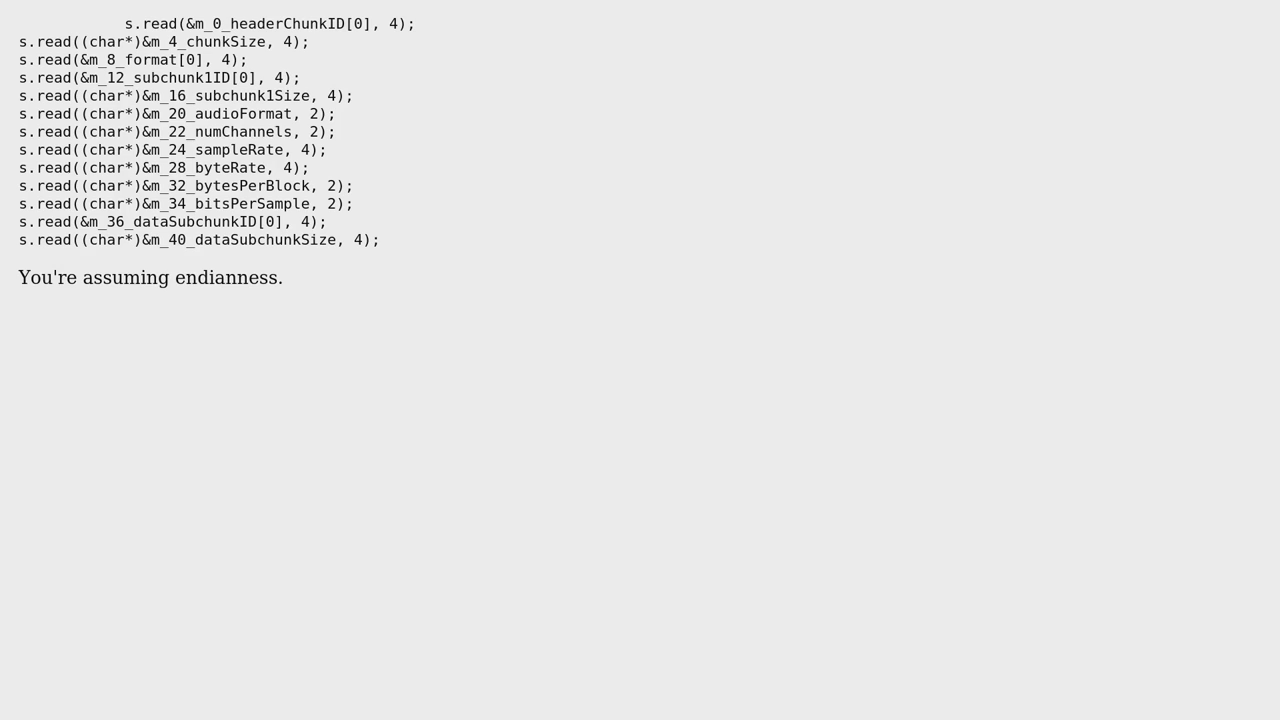 s.read(&m_0_headerChunkID[0], 4);
s.read((char*)&m_4_chunkSize, 4);
s.read(&m_8_format[0], 4);
s.read(&m_12_subchunk1ID[0], 4);
s.read((char*)&m_16_subchunk1Size, 4);
s.read((char*)&m_20_audioFormat, 2);
s.read((char*)&m_22_numChannels, 2);
s.read((char*)&m_24_sampleRate, 4);
s.read((char*)&m_28_byteRate, 4);
s.read((char*)&m_32_bytesPerBlock, 2);
s.read((char*)&m_34_bitsPerSample, 2);
s.read(&m_36_dataSubchunkID[0], 4);
s.read((char*)&m_40_dataSubchunkSize, 4);
You're assuming endianness.